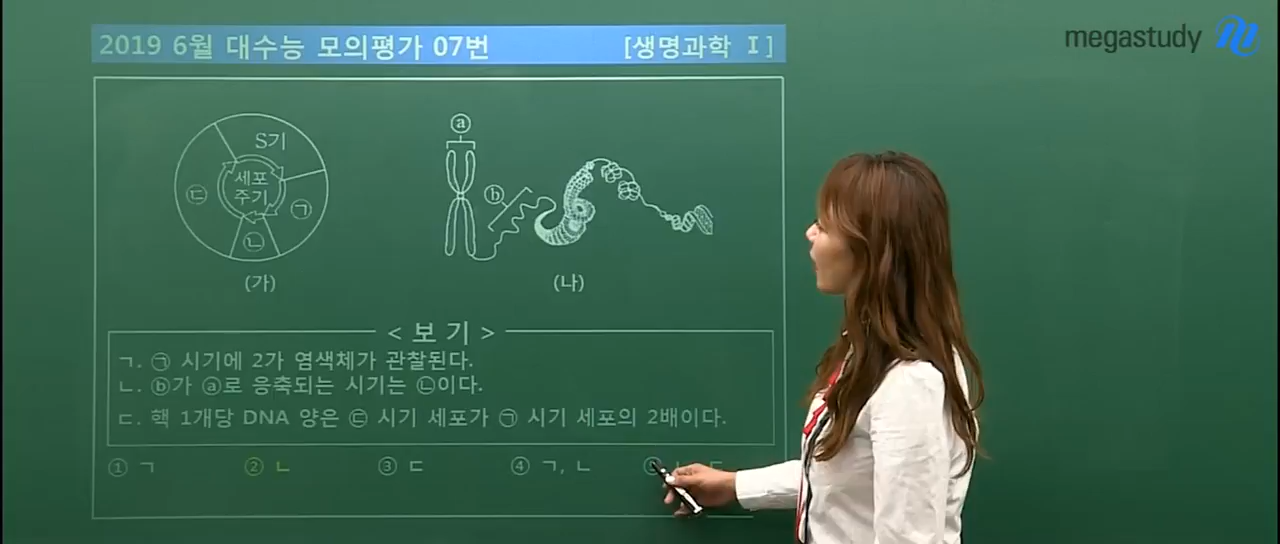 2019 6월 대수능 모의평가 07번 [생명과학 Ⅰ]
megastudy
S기
세포
주기
㉢
㉠
㉡
(가)
ⓐ
ⓑ
(나)
< 보 기 >
ㄱ. ㉠ 시기에 2가 염색체가 관찰된다.
ㄴ. ⓑ가 ⓐ로 응축되는 시기는 ㉡이다.
ㄷ. 핵 1개당 DNA 양은 ㉢ 시기 세포가 ㉠ 시기 세포의 2배이다.
① ㄱ ② ㄴ ③ ㄷ ④ ㄱ, ㄴ